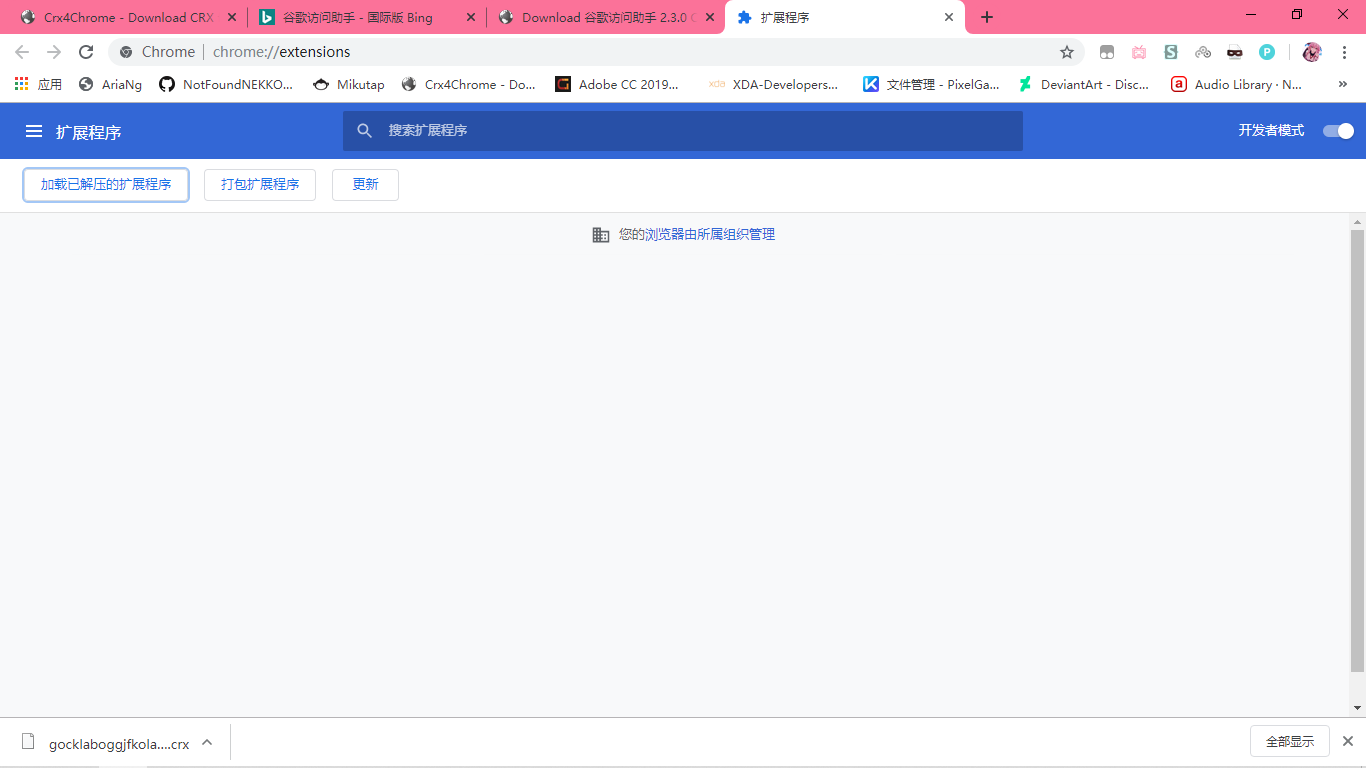 Crx4Chrome - Download CRX
谷歌访问助手 - 国际版 Bing
Download 谷歌访问助手 2.3.0 C
扩展程序
Chrome | chrome://extensions
应用
AriaNg
NotFoundNEKKO...
Mikutap
Crx4Chrome - Do...
Adobe CC 2019...
XDA-Developers...
文件管理 - PixelGa...
DeviantArt - Disc...
Audio Library · N...
»
扩展程序
搜索扩展程序
开发者模式
加载已解压的扩展程序
打包扩展程序
更新
您的浏览器由所属组织管理
gocklaboggjfkola....crx
全部显示